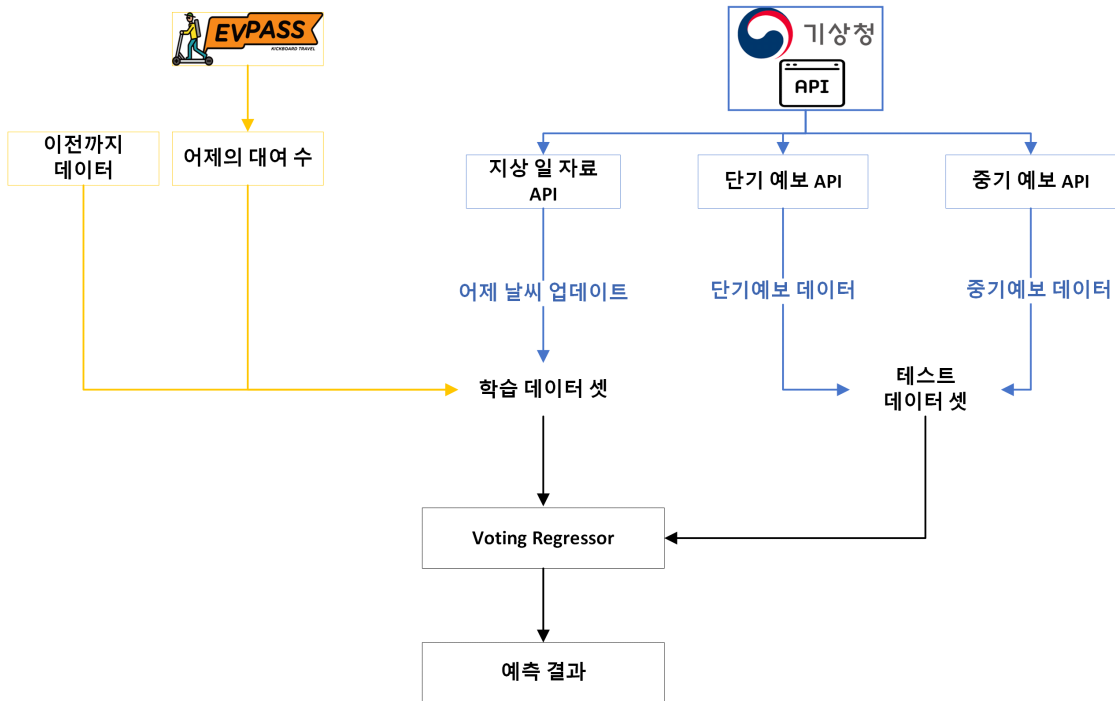 EVPASS
KICKBOARD TRAVEL
기상청
API
이전까지
데이터
어제의 대여 수
지상 일 자료
API
단기 예보 API
중기 예보 API
어제 날씨 업데이트
단기예보 데이터
중기예보 데이터
학습 데이터 셋
테스트
데이터 셋
Voting Regressor
예측 결과